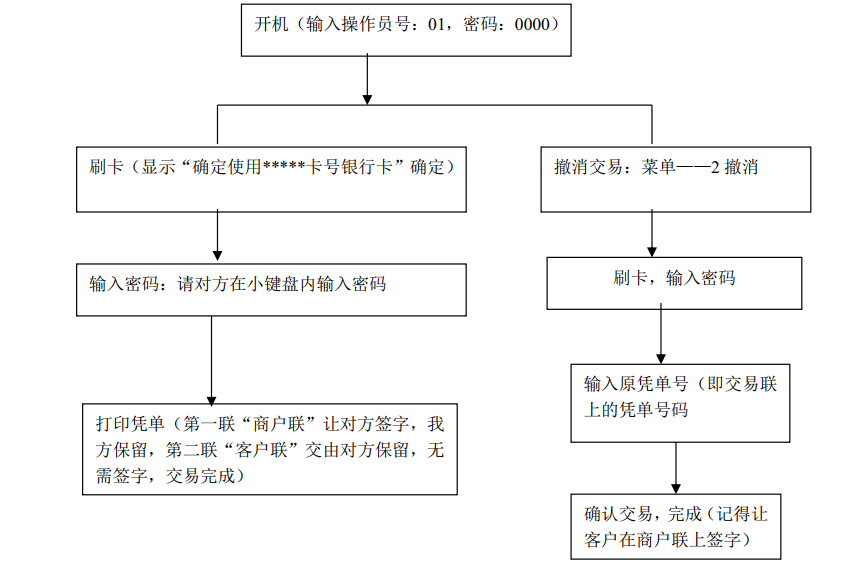 开机（输入操作员号：01，密码：0000）
刷卡（显示“确定使用*****卡号银行卡”确定）
输入密码：请对方在小键盘内输入密码
打印凭单（第一联“商户联”让对方签字，我
方保留，第二联“客户联”交由对方保留，无
需签字，交易完成）
撤消交易：菜单——2 撤消
刷卡，输入密码
输入原凭单号（即交易联
上的凭单号码
确认交易，完成（记得让
客户在商户联上签字）